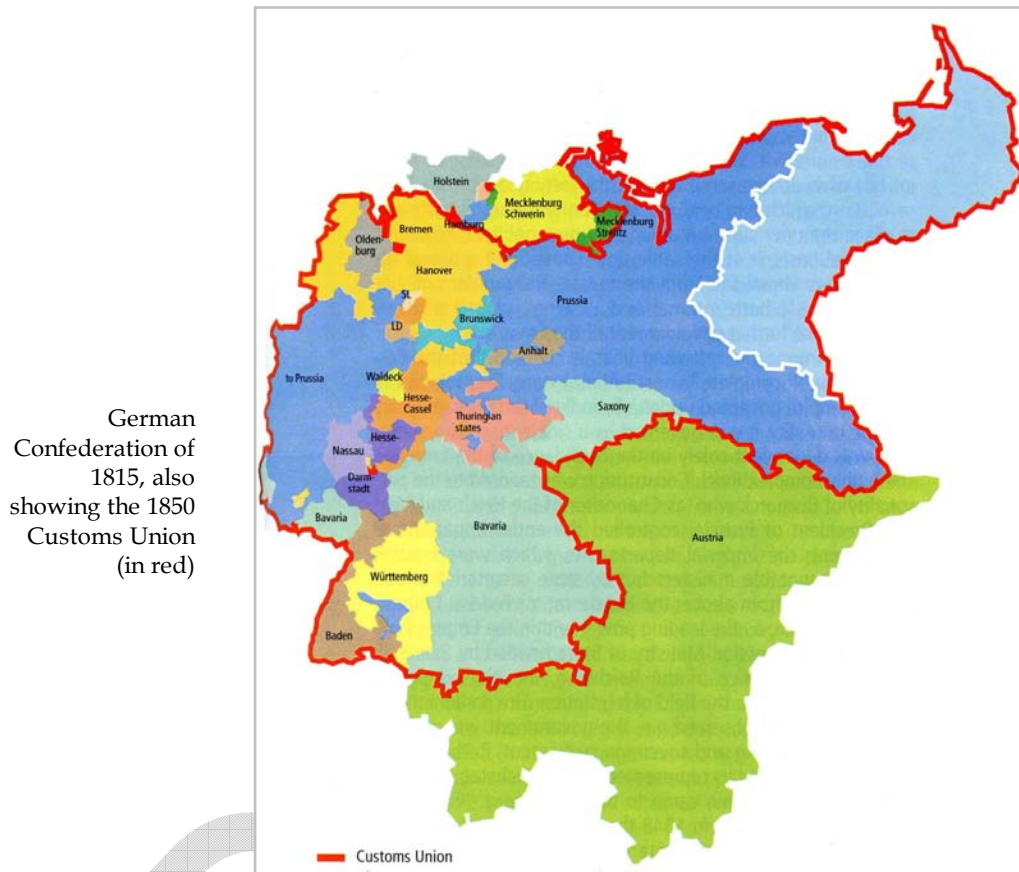 German
Confederation of
1815, also
showing the 1850
Customs Union
(in red)
Holstein
Mecklenburg
Schwerin
Hamburg
Mecklenburg
Strelitz
Bremen
Olden-
burg
Hanover
SL
LD
Brunswick
Prussia
Anhalt
to Prussia
Waldeck
Hesse-
Cassel
Thuringian
states
Saxony
Nassau
Hesse-
Darm-
stadt
Bavaria
Bavaria
Austria
Württemberg
Baden
Customs Union